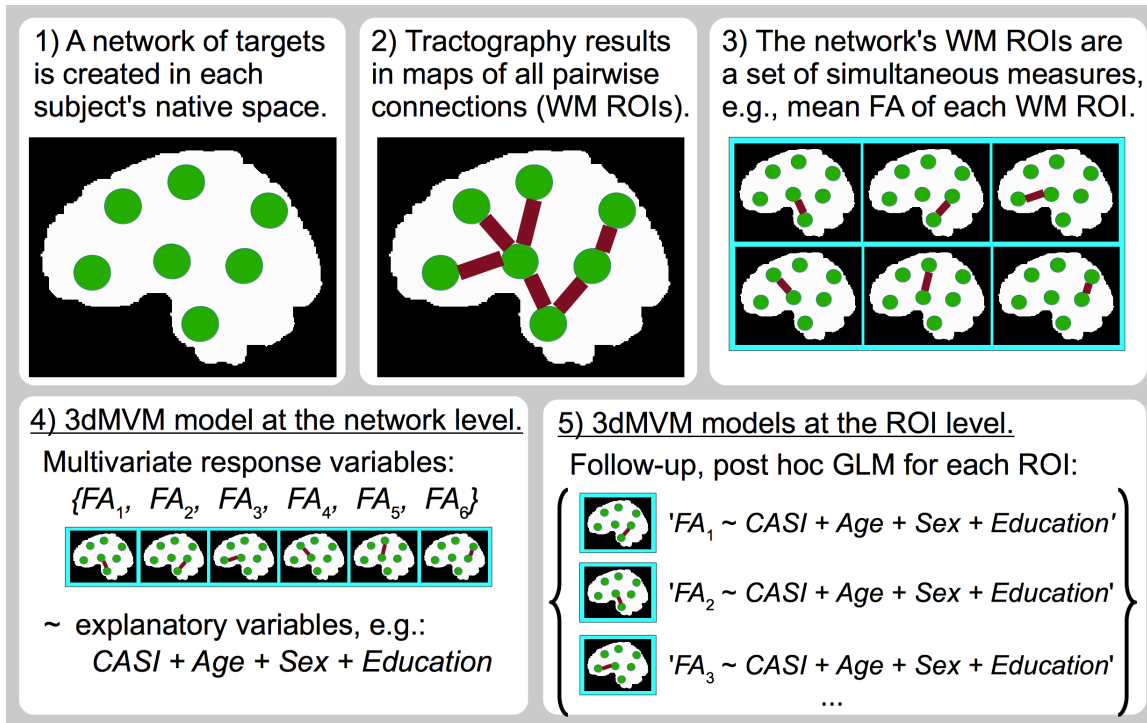 1) A network of targets
is created in each
subject's native space.
2) Tractography results
in maps of all pairwise
connections (WM ROIs).
3) The network's WM ROIs are
a set of simultaneous measures,
e.g., mean FA of each WM ROI.
4) 3dMVM model at the network level.
Multivariate response variables:
{FA1, FA2, FA3, FA4, FA5, FA6}
~ explanatory variables, e.g.:
CASI + Age + Sex + Education
5) 3dMVM models at the ROI level.
Follow-up, post hoc GLM for each ROI:
'FA1 ~ CASI + Age + Sex + Education'
'FA2 ~ CASI + Age + Sex + Education'
'FA3 ~ CASI + Age + Sex + Education'
...